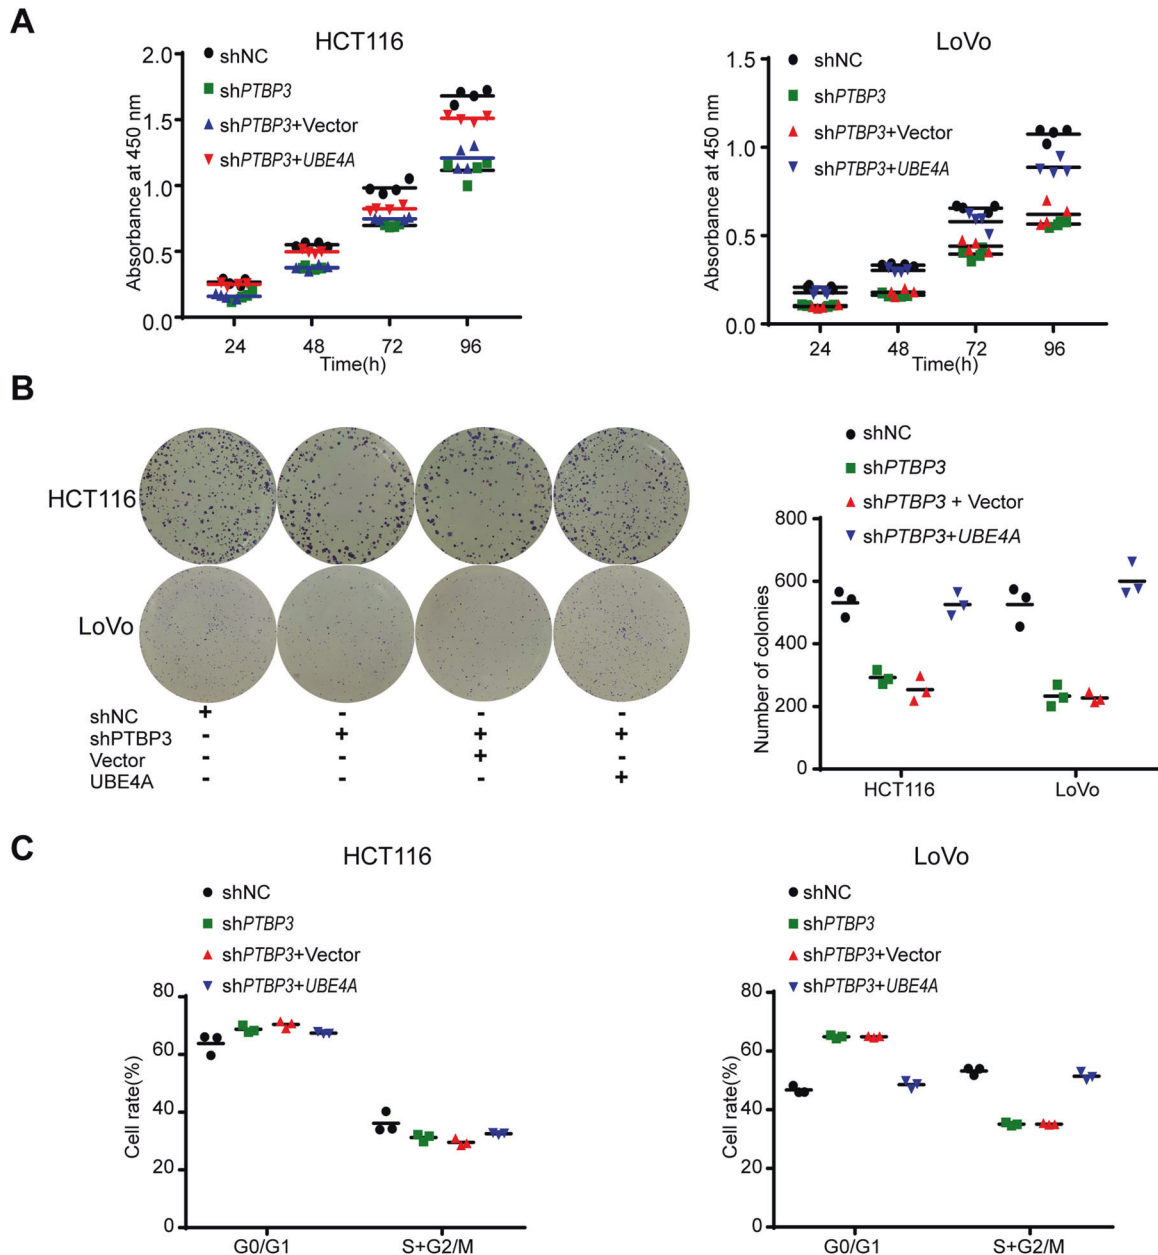 A
HCT116
shNC
shPTBP3
shPTBP3+Vector
shPTBP3+UBE4A
Absorbance at 450 nm
2.0
1.5
1.0
0.5
0.0
24 48 72 96
Time(h)
LoVo
shNC
shPTBP3
shPTBP3+Vector
shPTBP3+UBE4A
Absorbance at 450 nm
1.5
1.0
0.5
0.0
24 48 72 96
Time(h)
B
HCT116
LoVo
shNC + - - -
shPTBP3 - + + +
Vector - - + -
UBE4A - - - +
shNC
shPTBP3
shPTBP3 + Vector
shPTBP3+UBE4A
Number of colonies
800
600
400
200
0
HCT116 LoVo
C
HCT116
shNC
shPTBP3
shPTBP3+Vector
shPTBP3+UBE4A
Cell rate(%)
80
60
40
20
0
G0/G1 S+G2/M
LoVo
shNC
shPTBP3
shPTBP3+Vector
shPTBP3+UBE4A
Cell rate(%)
80
60
40
20
0
G0/G1 S+G2/M